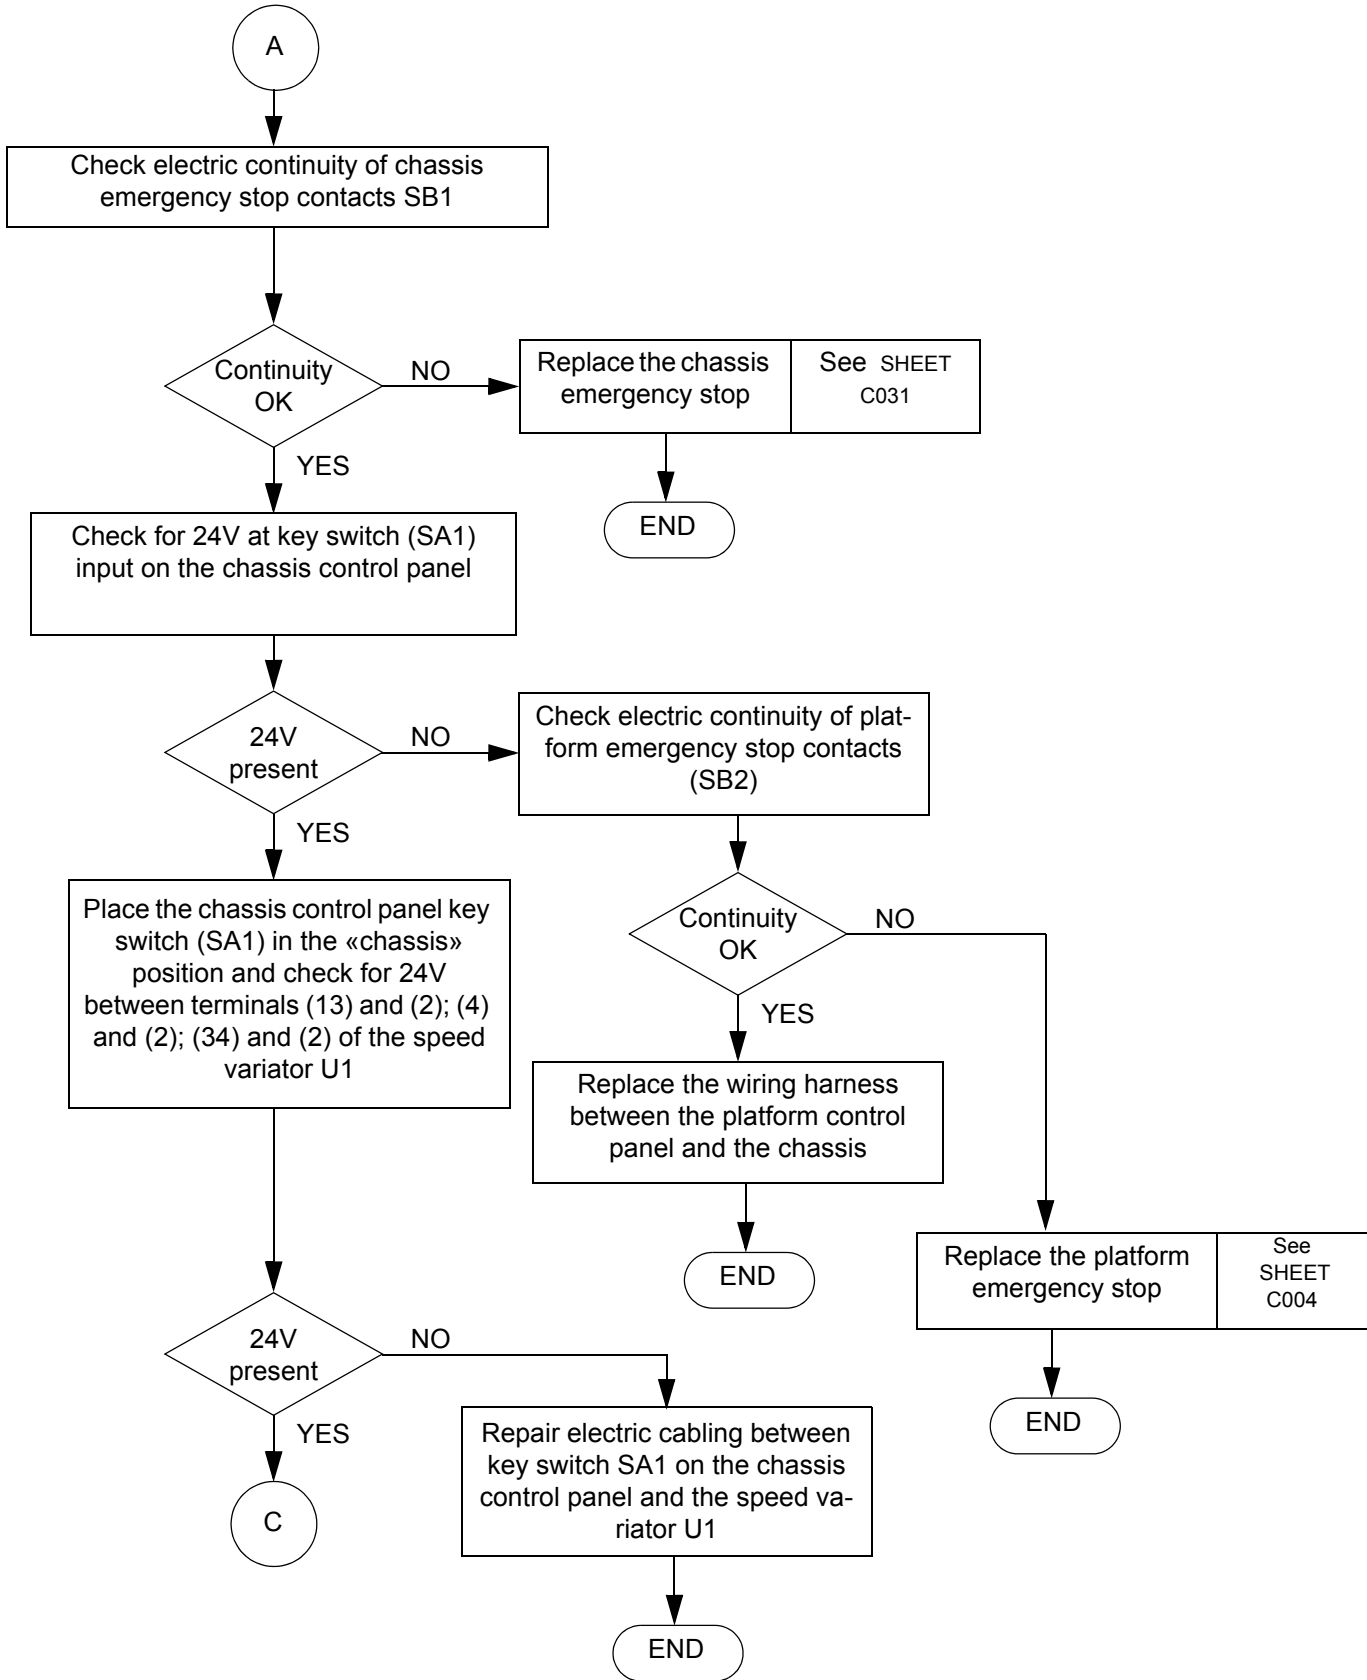 A
Check electric continuity of chassis
emergency stop contacts SB1
Continuity
OK
NO
YES
Replace the chassis
emergency stop
See SHEET
C031
END
Check for 24V at key switch (SA1)
input on the chassis control panel
24V
present
NO
YES
Check electric continuity of plat-
form emergency stop contacts
(SB2)
Place the chassis control panel key
switch (SA1) in the «chassis»
position and check for 24V
between terminals (13) and (2); (4)
and (2); (34) and (2) of the speed
variator U1
Continuity
OK
NO
YES
Replace the wiring harness
between the platform control
panel and the chassis
END
Replace the platform
emergency stop
See
SHEET
C004
END
24V
present
NO
YES
Repair electric cabling between
key switch SA1 on the chassis
control panel and the speed va-
riator U1
C
END